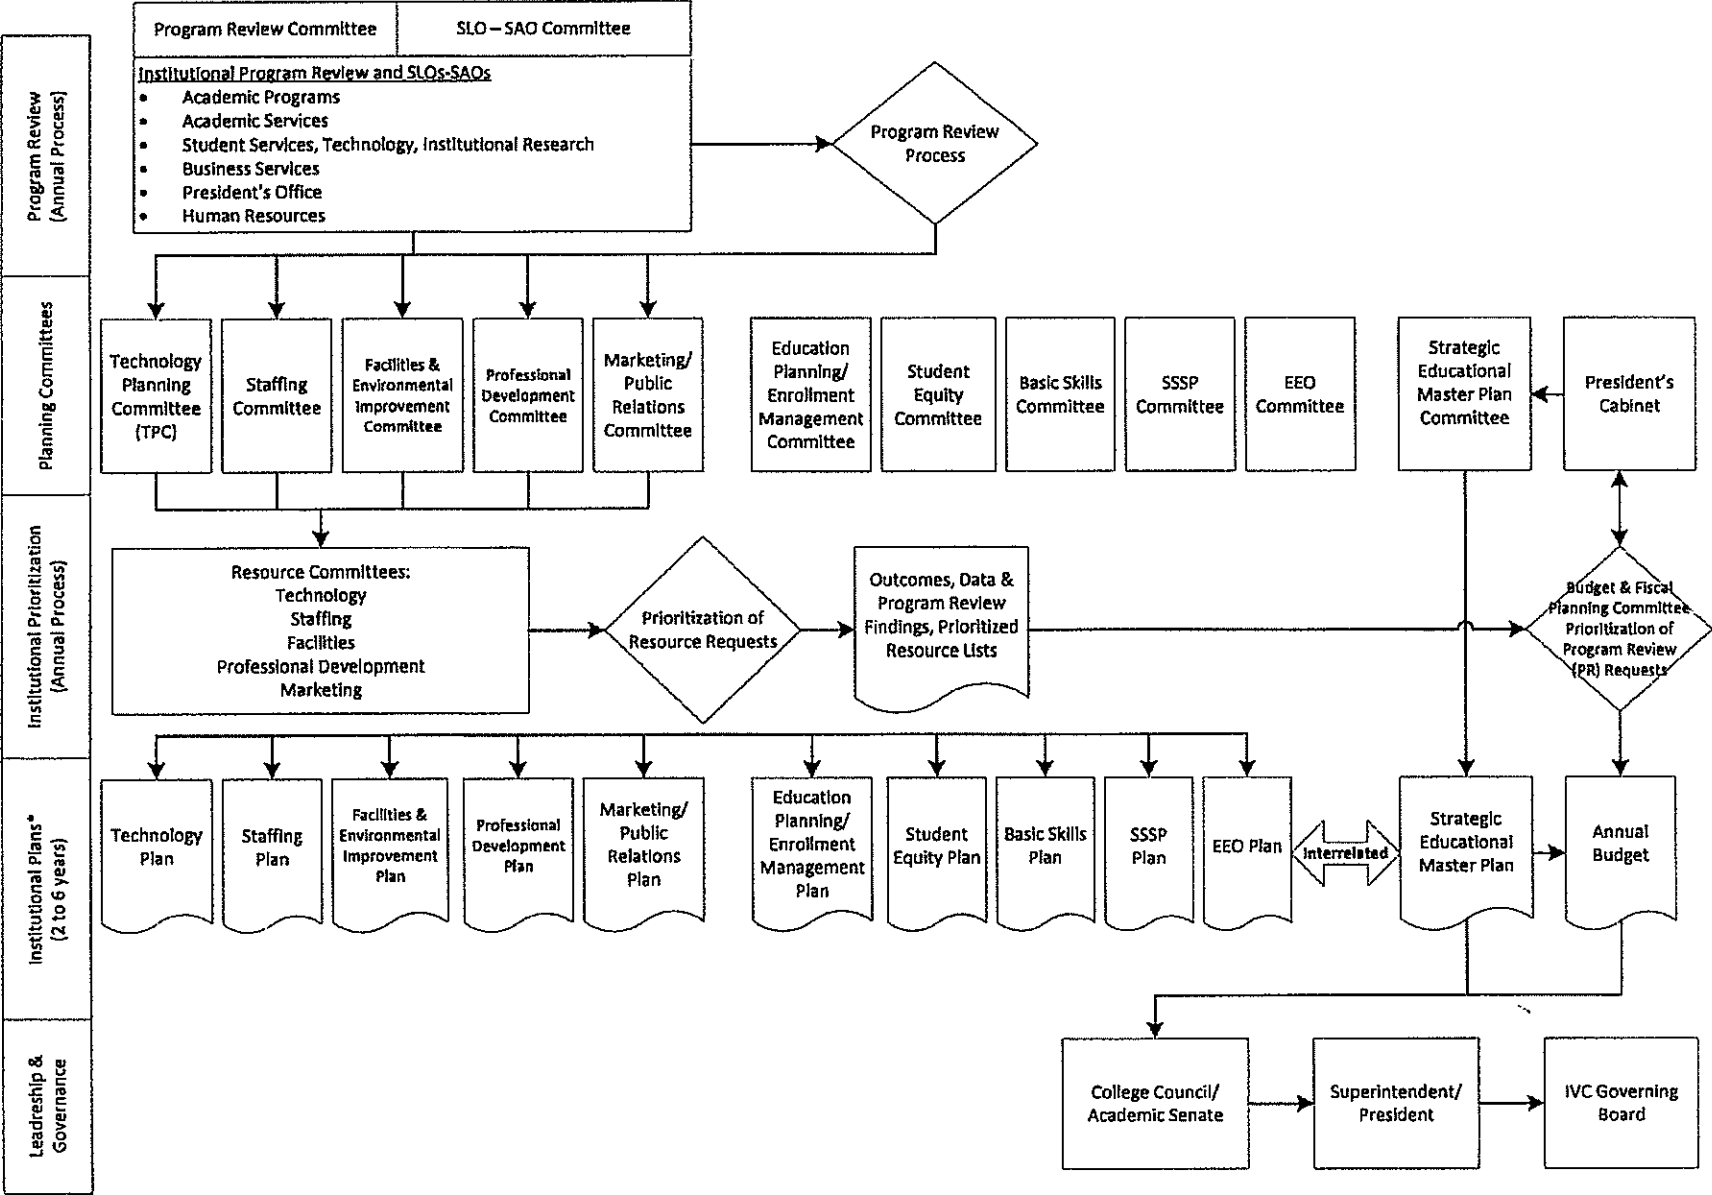 Program Review Committee
SLO – SAO Committee
Program Review
(Annual Process)
Institutional Program Review and SLOs-SAOs
• Academic Programs
• Academic Services
• Student Services, Technology, Institutional Research
• Business Services
• President's Office
• Human Resources
Program Review
Process
Planning Committees
Technology
Planning
Committee
(TPC)
Staffing
Committee
Facilities &
Environmental
Improvement
Committee
Professional
Development
Committee
Marketing/
Public
Relations
Committee
Education
Planning/
Enrollment
Management
Committee
Student
Equity
Committee
Basic Skills
Committee
SSSP
Committee
EEO
Committee
Strategic
Educational
Master Plan
Committee
President's
Cabinet
Institutional Prioritization
(Annual Process)
Resource Committees:
Technology
Staffing
Facilities
Professional Development
Marketing
Prioritization of
Resource Requests
Outcomes, Data &
Program Review
Findings, Prioritized
Resource Lists
Budget & Fiscal
Planning Committee
Prioritization of
Program Review
(PR) Requests
Institutional Plans*
(2 to 6 years)
Technology
Plan
Staffing
Plan
Facilities &
Environmental
Improvement
Plan
Professional
Development
Plan
Marketing/
Public
Relations
Plan
Education
Planning/
Enrollment
Management
Plan
Student
Equity Plan
Basic Skills
Plan
SSSP
Plan
EEO Plan
Interrelated
Strategic
Educational
Master Plan
Annual
Budget
Leadreship &
Governance
College Council/
Academic Senate
Superintendent/
President
IVC Governing
Board